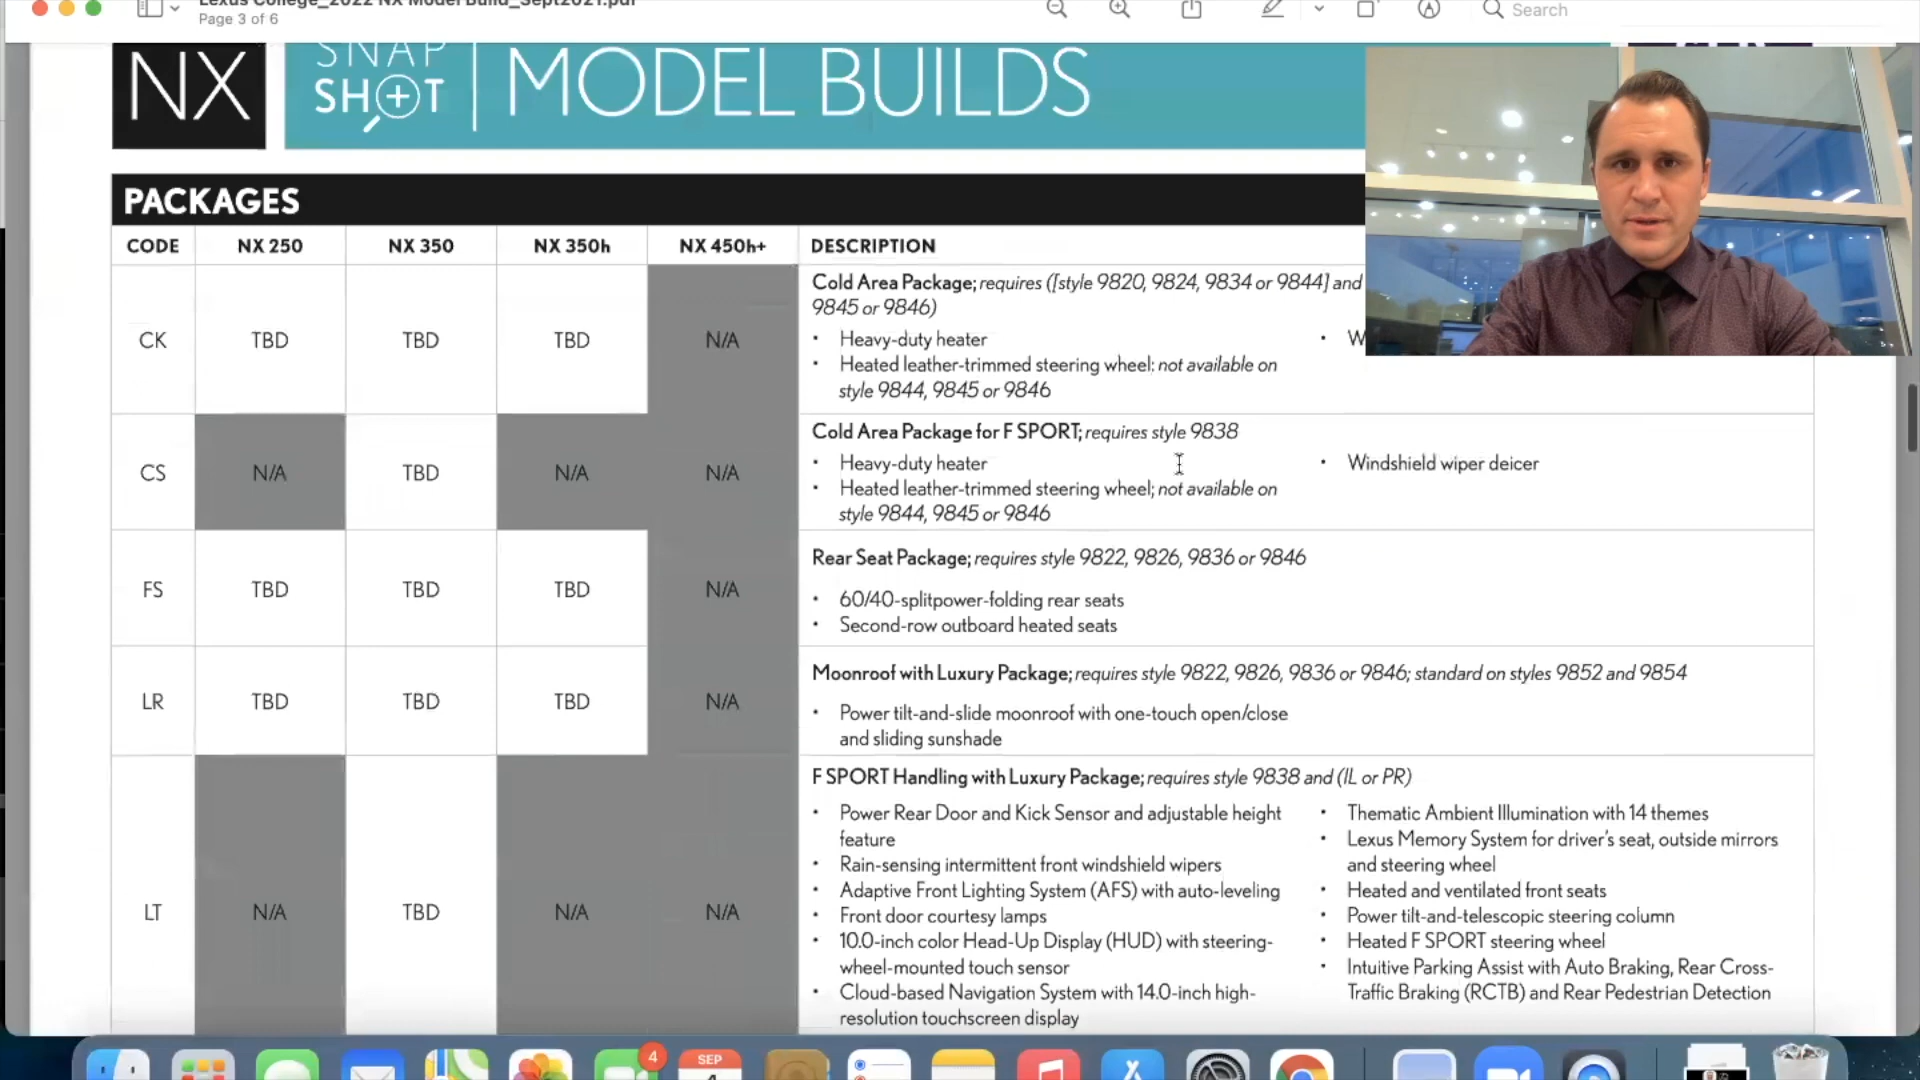 Lexus College_2022 NX Model Build_Sept2021.pdf
Page 3 of 6
Search
NX
SNAP
SHOT
MODEL BUILDS
PACKAGES
CODE NX 250 NX 350 NX 350h NX 450h+ DESCRIPTION
CK TBD TBD TBD N/A
Cold Area Package; requires ([style 9820, 9824, 9834 or 9844] and
9845 or 9846)
• Heavy-duty heater
• Heated leather-trimmed steering wheel: not available on
style 9844, 9845 or 9846
CS N/A TBD N/A N/A
Cold Area Package for F SPORT; requires style 9838
• Heavy-duty heater
• Heated leather-trimmed steering wheel; not available on
style 9844, 9845 or 9846
• Windshield wiper deicer
FS TBD TBD TBD N/A
Rear Seat Package; requires style 9822, 9826, 9836 or 9846
• 60/40-splitpower-folding rear seats
• Second-row outboard heated seats
LR TBD TBD TBD N/A
Moonroof with Luxury Package; requires style 9822, 9826, 9836 or 9846; standard on styles 9852 and 9854
• Power tilt-and-slide moonroof with one-touch open/close
and sliding sunshade
LT N/A TBD N/A N/A
F SPORT Handling with Luxury Package; requires style 9838 and (IL or PR)
• Power Rear Door and Kick Sensor and adjustable height
feature
• Rain-sensing intermittent front windshield wipers
• Adaptive Front Lighting System (AFS) with auto-leveling
• Front door courtesy lamps
• 10.0-inch color Head-Up Display (HUD) with steering-
wheel-mounted touch sensor
• Cloud-based Navigation System with 14.0-inch high-
resolution touchscreen display
• Thematic Ambient Illumination with 14 themes
• Lexus Memory System for driver's seat, outside mirrors
and steering wheel
• Heated and ventilated front seats
• Power tilt-and-telescopic steering column
• Heated F SPORT steering wheel
• Intuitive Parking Assist with Auto Braking, Rear Cross-
Traffic Braking (RCTB) and Rear Pedestrian Detection
4
SEP